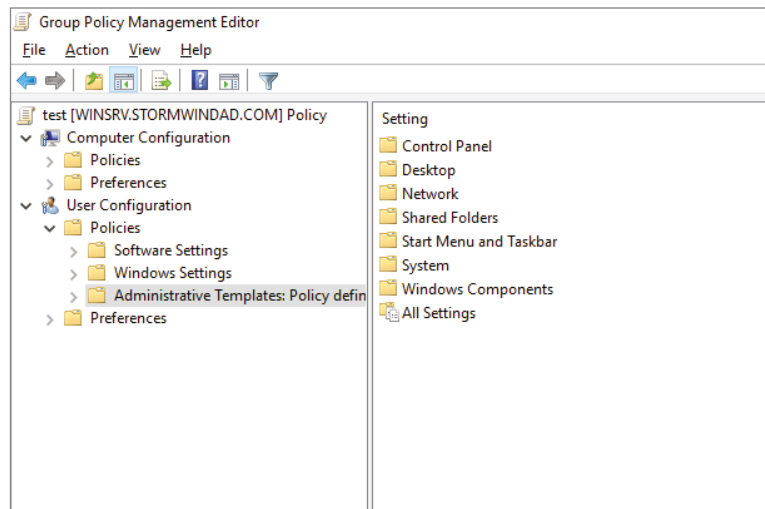 Group Policy Management Editor
File Action View Help
test [WINSRV.STORMWINDAD.COM] Policy
Computer Configuration
Policies
Preferences
User Configuration
Policies
Software Settings
Windows Settings
Administrative Templates: Policy defin
Preferences
Setting
Control Panel
Desktop
Network
Shared Folders
Start Menu and Taskbar
System
Windows Components
All Settings